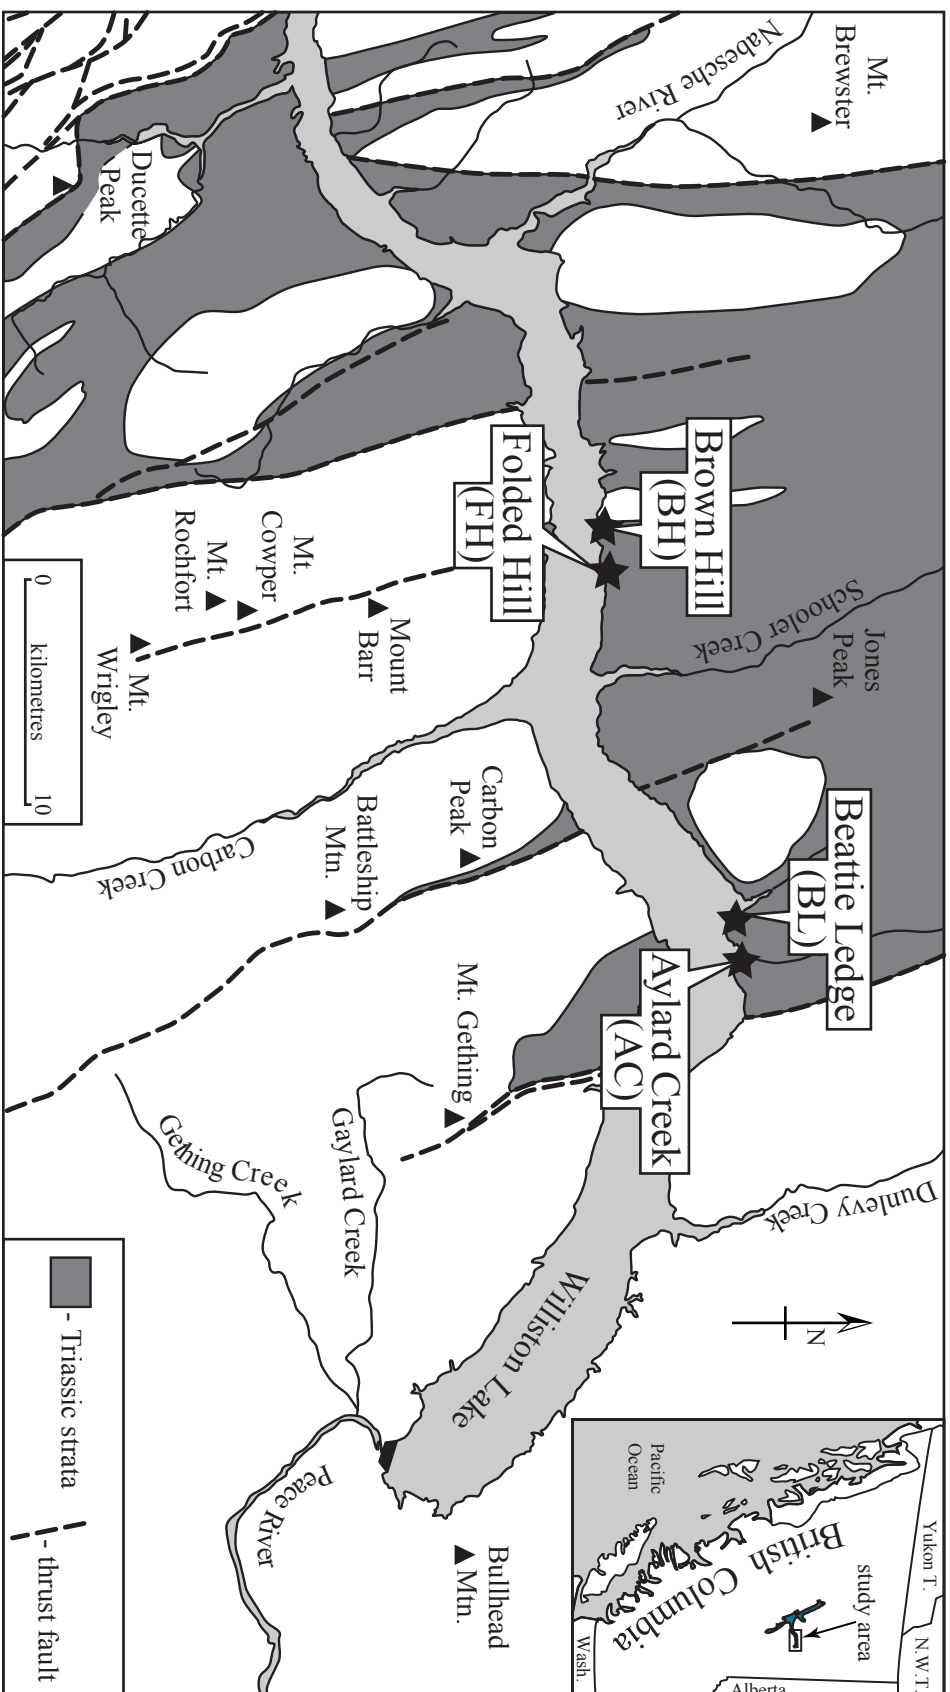 Mt.
Brewster
Nabesche River
Ducette
Peak
Brown Hill
(BH)
Folded Hill
(FH)
Schooler Creek
Jones
Peak
Mt.
Cowper
Mt.
Rochfort
Mount
Barr
Mt.
Wrigley
0
kilometres
10
Carbon
Peak
Battleship
Mtn.
Carbon Creek
Beattie Ledge
(BL)
Aylard Creek
(AC)
Mt. Gething
Gething Creek
Gaylard Creek
Dunlevy Creek
N
Williston Lake
Peace River
Bullhead
Mtn.
- Triassic strata
- thrust fault
Yukon T.
N.W.T.
Pacific
Ocean
British Columbia
study area
Wash.
Alberta